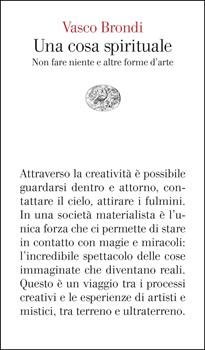 Vasco Brondi
Una cosa spirituale
Non fare niente e altre forme d'arte
Attraverso la creatività è possibile
guardarsi dentro e attorno, con-
tattare il cielo, attirare i fulmini.
In una società materialista è l'u-
nica forza che ci permette di stare
in contatto con magie e miracoli:
l'incredibile spettacolo delle cose
immaginate che diventano reali.
Questo è un viaggio tra i processi
creativi e le esperienze di artisti e
mistici, tra terreno e ultraterreno.